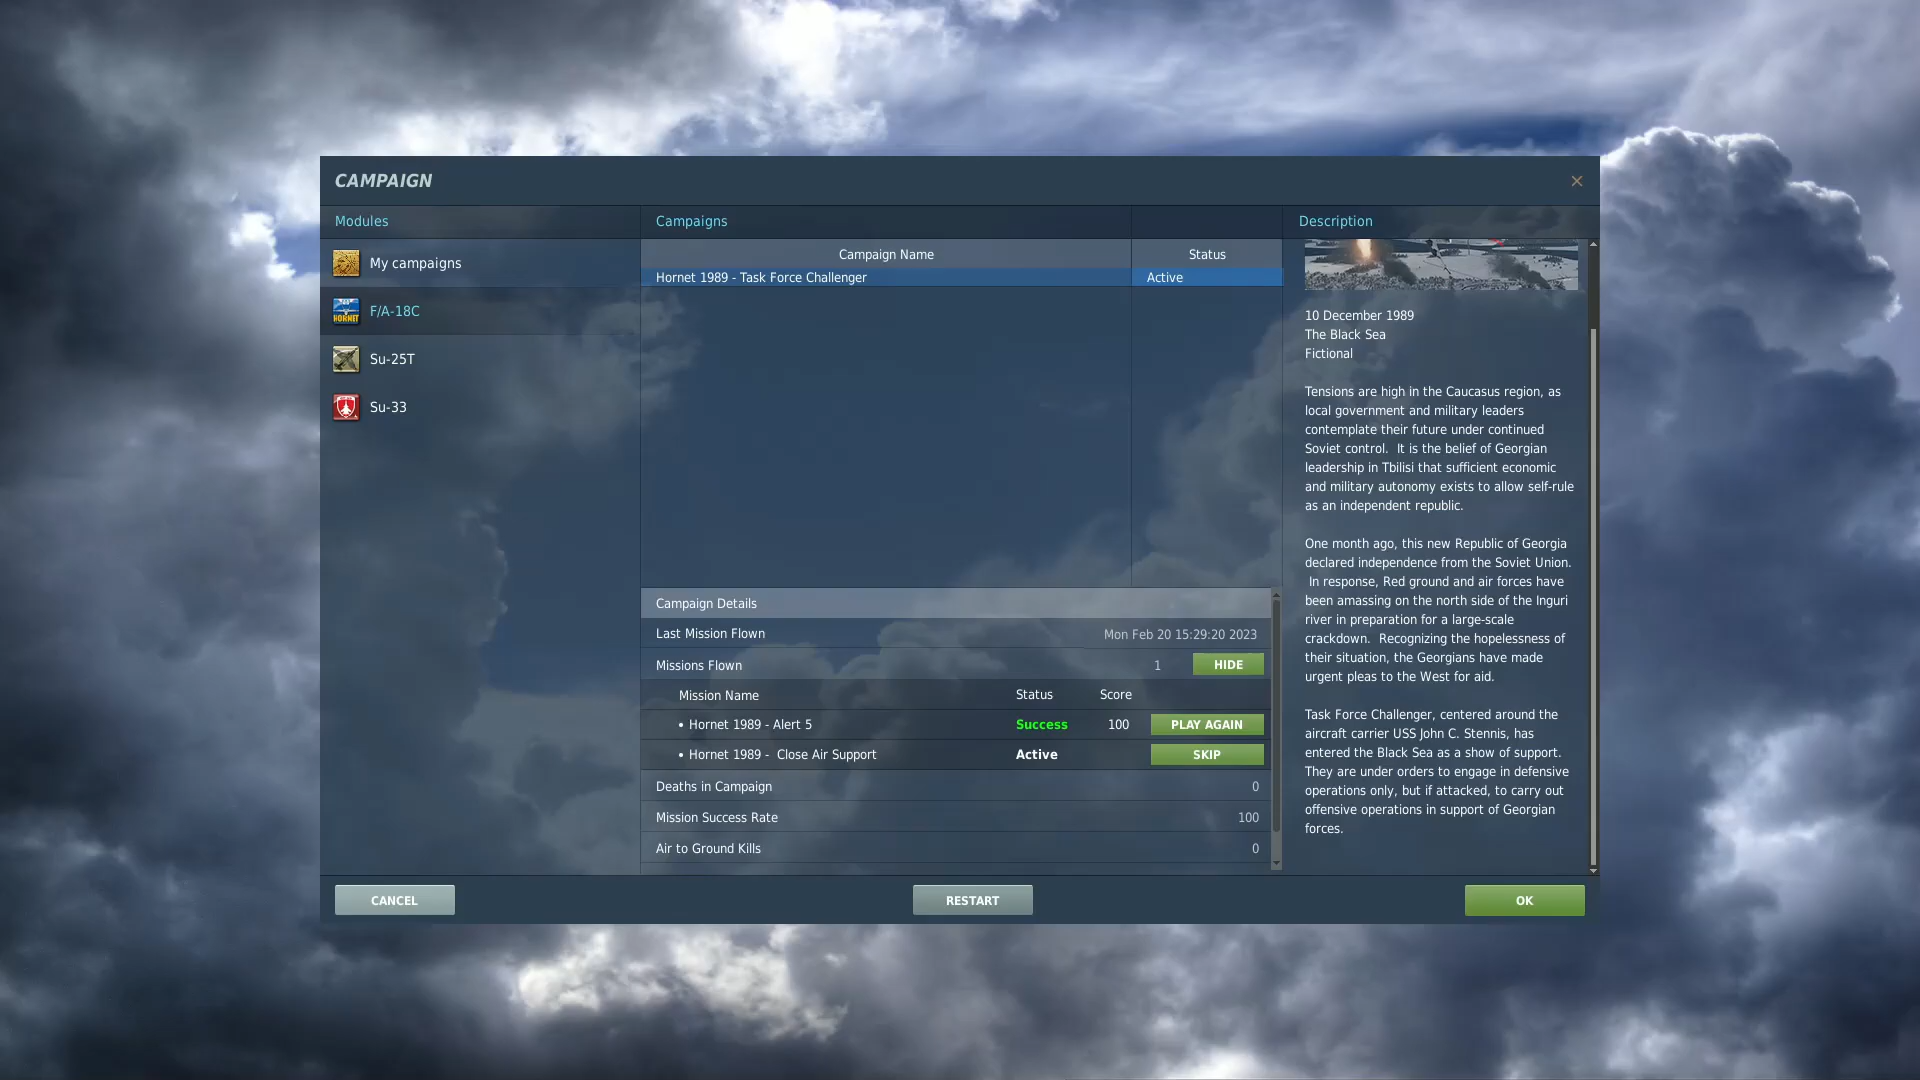 CAMPAIGN
Modules
Campaigns
Description
My campaigns
F/A-18C
Su-25T
Su-33
HORNET
Campaign Name Status
Hornet 1989 - Task Force Challenger Active
Campaign Details
Last Mission Flown Mon Feb 20 15:29:20 2023
Missions Flown 1 HIDE
Mission Name Status Score
• Hornet 1989 - Alert 5 Success 100 PLAY AGAIN
• Hornet 1989 -  Close Air Support Active SKIP
Deaths in Campaign 0
Mission Success Rate 100
Air to Ground Kills 0
10 December 1989
The Black Sea
Fictional
Tensions are high in the Caucasus region, as
local government and military leaders
contemplate their future under continued
Soviet control.  It is the belief of Georgian
leadership in Tbilisi that sufficient economic
and military autonomy exists to allow self-rule
as an independent republic.
One month ago, this new Republic of Georgia
declared independence from the Soviet Union.
In response, Red ground and air forces have
been amassing on the north side of the Inguri
river in preparation for a large-scale
crackdown.  Recognizing the hopelessness of
their situation, the Georgians have made
urgent pleas to the West for aid.
Task Force Challenger, centered around the
aircraft carrier USS John C. Stennis, has
entered the Black Sea as a show of support.
They are under orders to engage in defensive
operations only, but if attacked, to carry out
offensive operations in support of Georgian
forces.
CANCEL
RESTART
OK